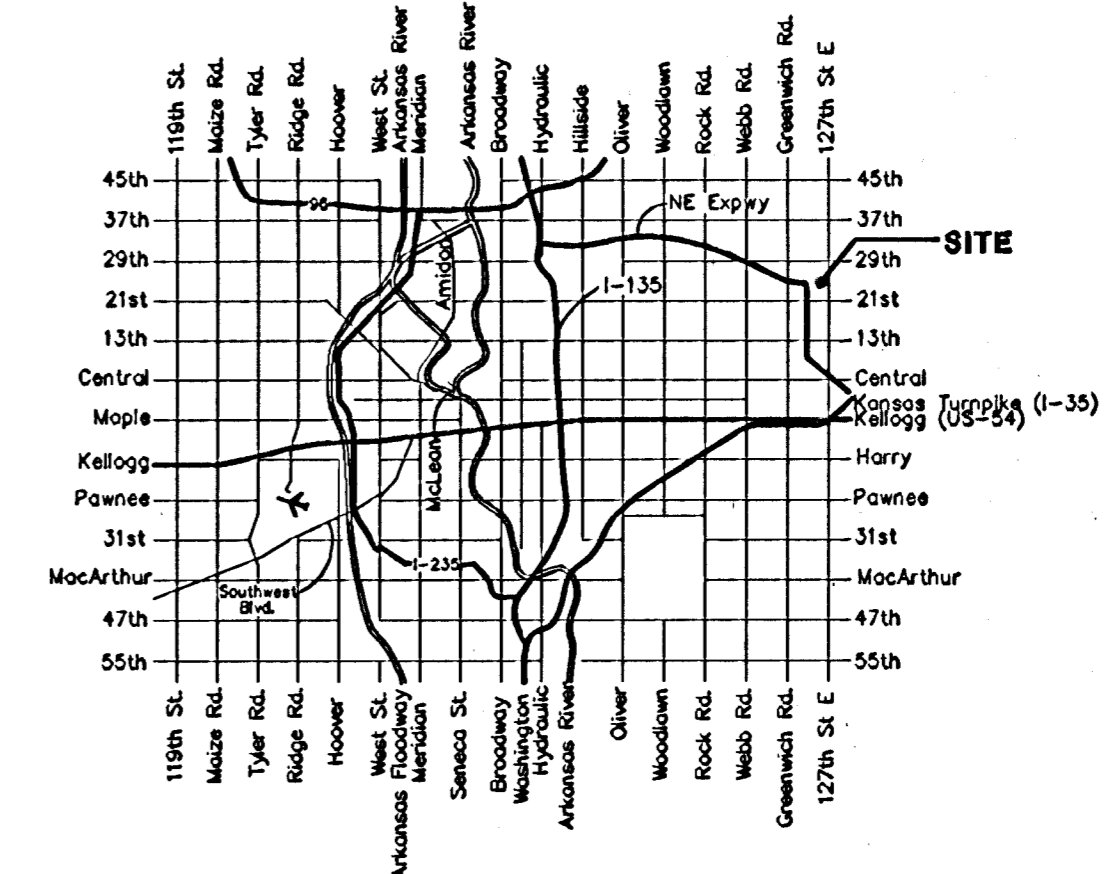 119th St.
Maize Rd.
Tyler Rd.
Ridge Rd.
Hoover
West St.
Arkansas River
Meridian
Arkansas River
Broadway
Hydraulic
Hillside
Oliver
Woodlawn
Rock Rd.
Webb Rd.
Greenwich Rd.
127th St E
45th
45th
96
NE Expwy
37th
37th
SITE
29th
29th
Amidon
I-135
21st
21st
13th
13th
Central
Central
Kansas Turnpike (I-35)
Maple
Kellogg (US-54)
Kellogg
Harry
McLean
Pawnee
Pawnee
31st
31st
I-235
MacArthur
MacArthur
Southwest
Blvd.
47th
47th
55th
55th
119th St.
Maize Rd.
Tyler Rd.
Ridge Rd.
Hoover
West St.
Arkansas Floodway
Meridian
Seneca St.
Broadway
Washington
Hydraulic
Arkansas River
Oliver
Woodlawn
Rock Rd.
Webb Rd.
Greenwich Rd.
127th St E